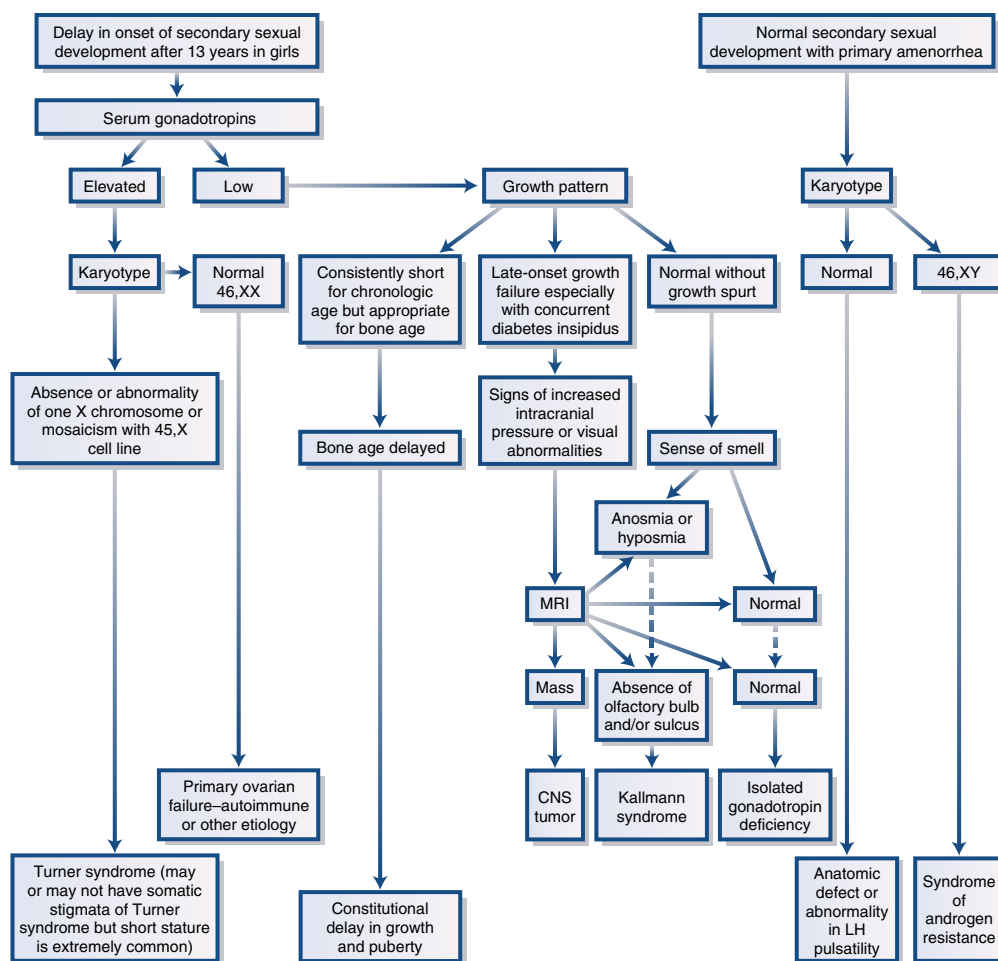 Delay in onset of secondary sexual
development after 13 years in girls
Normal secondary sexual
development with primary amenorrhea
Serum gonadotropins
Elevated
Low
Growth pattern
Karyotype
Karyotype
Normal
46,XX
Consistently short
for chronologic
age but appropriate
for bone age
Late-onset growth
failure especially
with concurrent
diabetes insipidus
Normal without
growth spurt
Normal
46,XY
Absence or abnormality
of one X chromosome or
mosaicism with 45,X
cell line
Bone age delayed
Signs of increased
intracranial
pressure or visual
abnormalities
Sense of smell
Anosmia or
hyposmia
MRI
Normal
Mass
Absence of
olfactory bulb
and/or sulcus
Normal
Primary ovarian
failure–autoimmune
or other etiology
CNS
tumor
Kallmann
syndrome
Isolated
gonadotropin
deficiency
Turner syndrome (may
or may not have somatic
stigmata of Turner
syndrome but short stature
is extremely common)
Constitutional
delay in growth
and puberty
Anatomic
defect or
abnormality
in LH
pulsatility
Syndrome
of
androgen
resistance